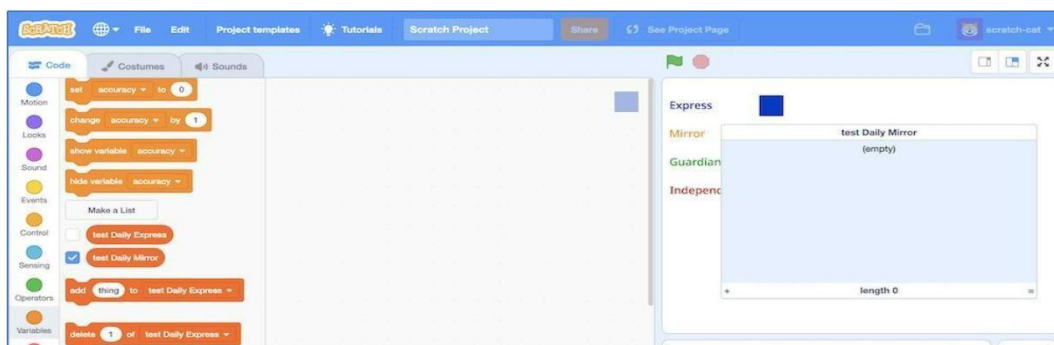 SCRATCH File Edit Project templates Tutorials Scratch Project Share See Project Page scratch-cat
Code Costumes Sounds
Motion
Looks
Sound
Events
Control
Sensing
Operators
Variables
set accuracy to 0
change accuracy by 1
show variable accuracy
hide variable accuracy
Make a List
test Daily Express
test Daily Mirror
add thing to test Daily Express
delete 1 of test Daily Express
Express
Mirror
Guardian
Independ
test Daily Mirror
(empty)
+ length 0 =